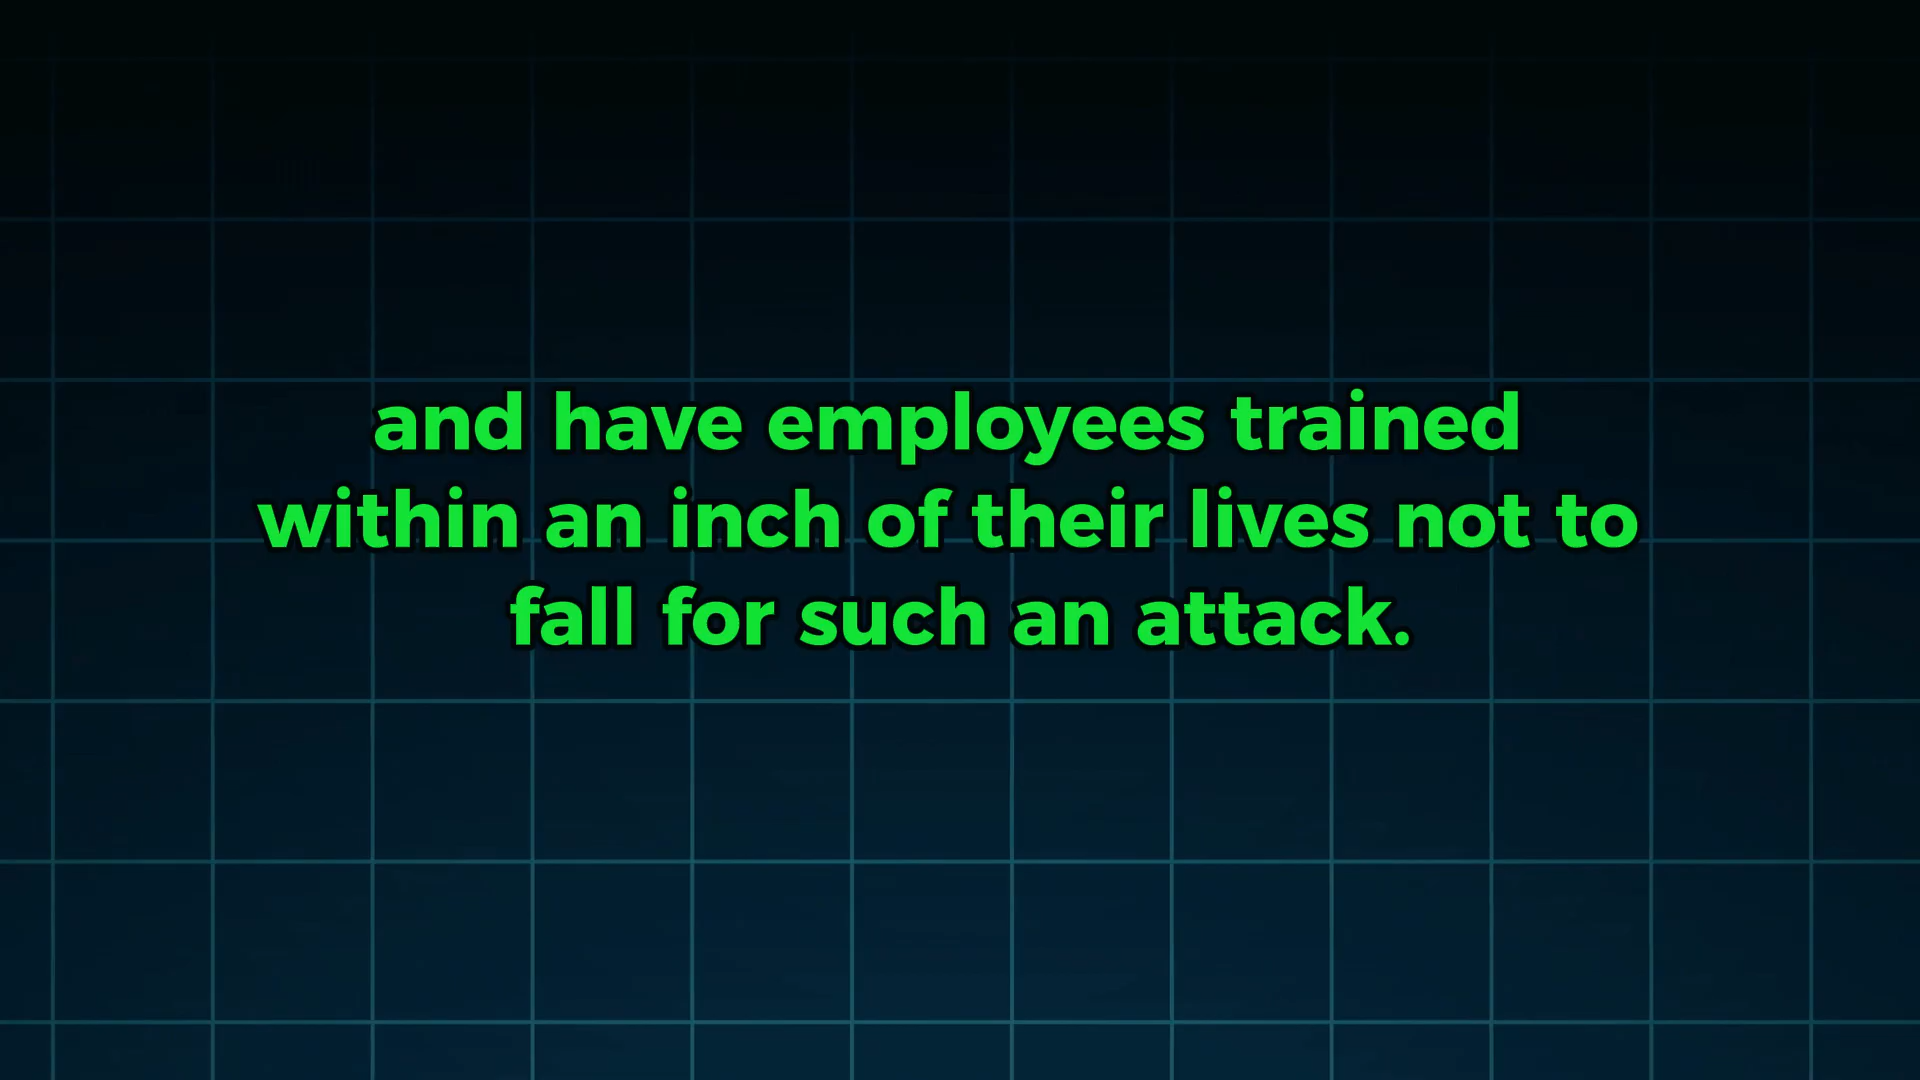 and have employees trained
within an inch of their lives not to
fall for such an attack.